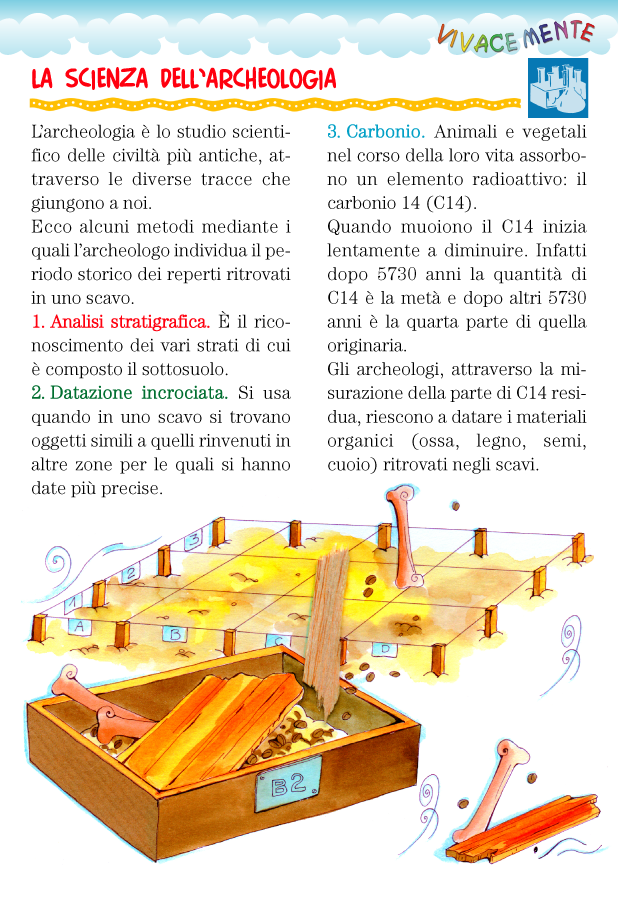 VIVACEMENTE
LA SCIENZA DELL'ARCHEOLOGIA
L'archeologia è lo studio scienti-
fico delle civiltà più antiche, at-
traverso le diverse tracce che
giungono a noi.
Ecco alcuni metodi mediante i
quali l'archeologo individua il pe-
riodo storico dei reperti ritrovati
in uno scavo.
1. Analisi stratigrafica. È il rico-
noscimento dei vari strati di cui
è composto il sottosuolo.
2. Datazione incrociata. Si usa
quando in uno scavo si trovano
oggetti simili a quelli rinvenuti in
altre zone per le quali si hanno
date più precise.
3. Carbonio. Animali e vegetali
nel corso della loro vita assorbo-
no un elemento radioattivo: il
carbonio 14 (C14).
Quando muoiono il C14 inizia
lentamente a diminuire. Infatti
dopo 5730 anni la quantità di
C14 è la metà e dopo altri 5730
anni è la quarta parte di quella
originaria.
Gli archeologi, attraverso la mi-
surazione della parte di C14 resi-
dua, riescono a datare i materiali
organici (ossa, legno, semi,
cuoio) ritrovati negli scavi.
3
2
1
A
B
C
D
B2